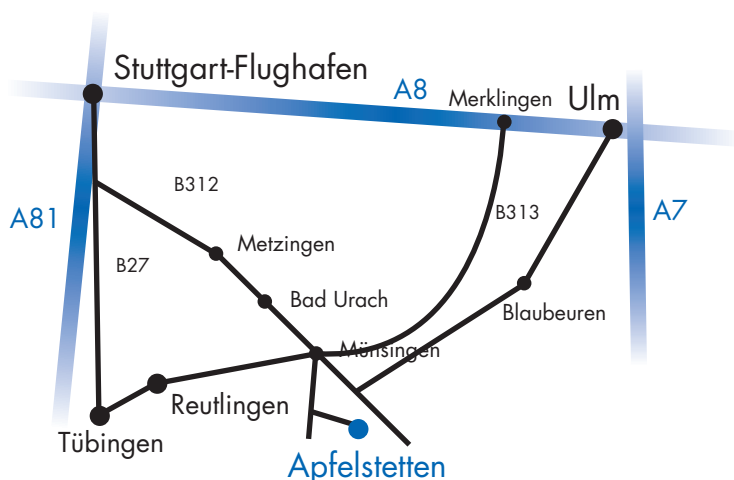 Stuttgart-Flughafen
A8
Merklingen
Ulm
B312
B313
A81
A7
Metzingen
B27
Bad Urach
Blaubeuren
Münsingen
Reutlingen
Tübingen
Apfelstetten